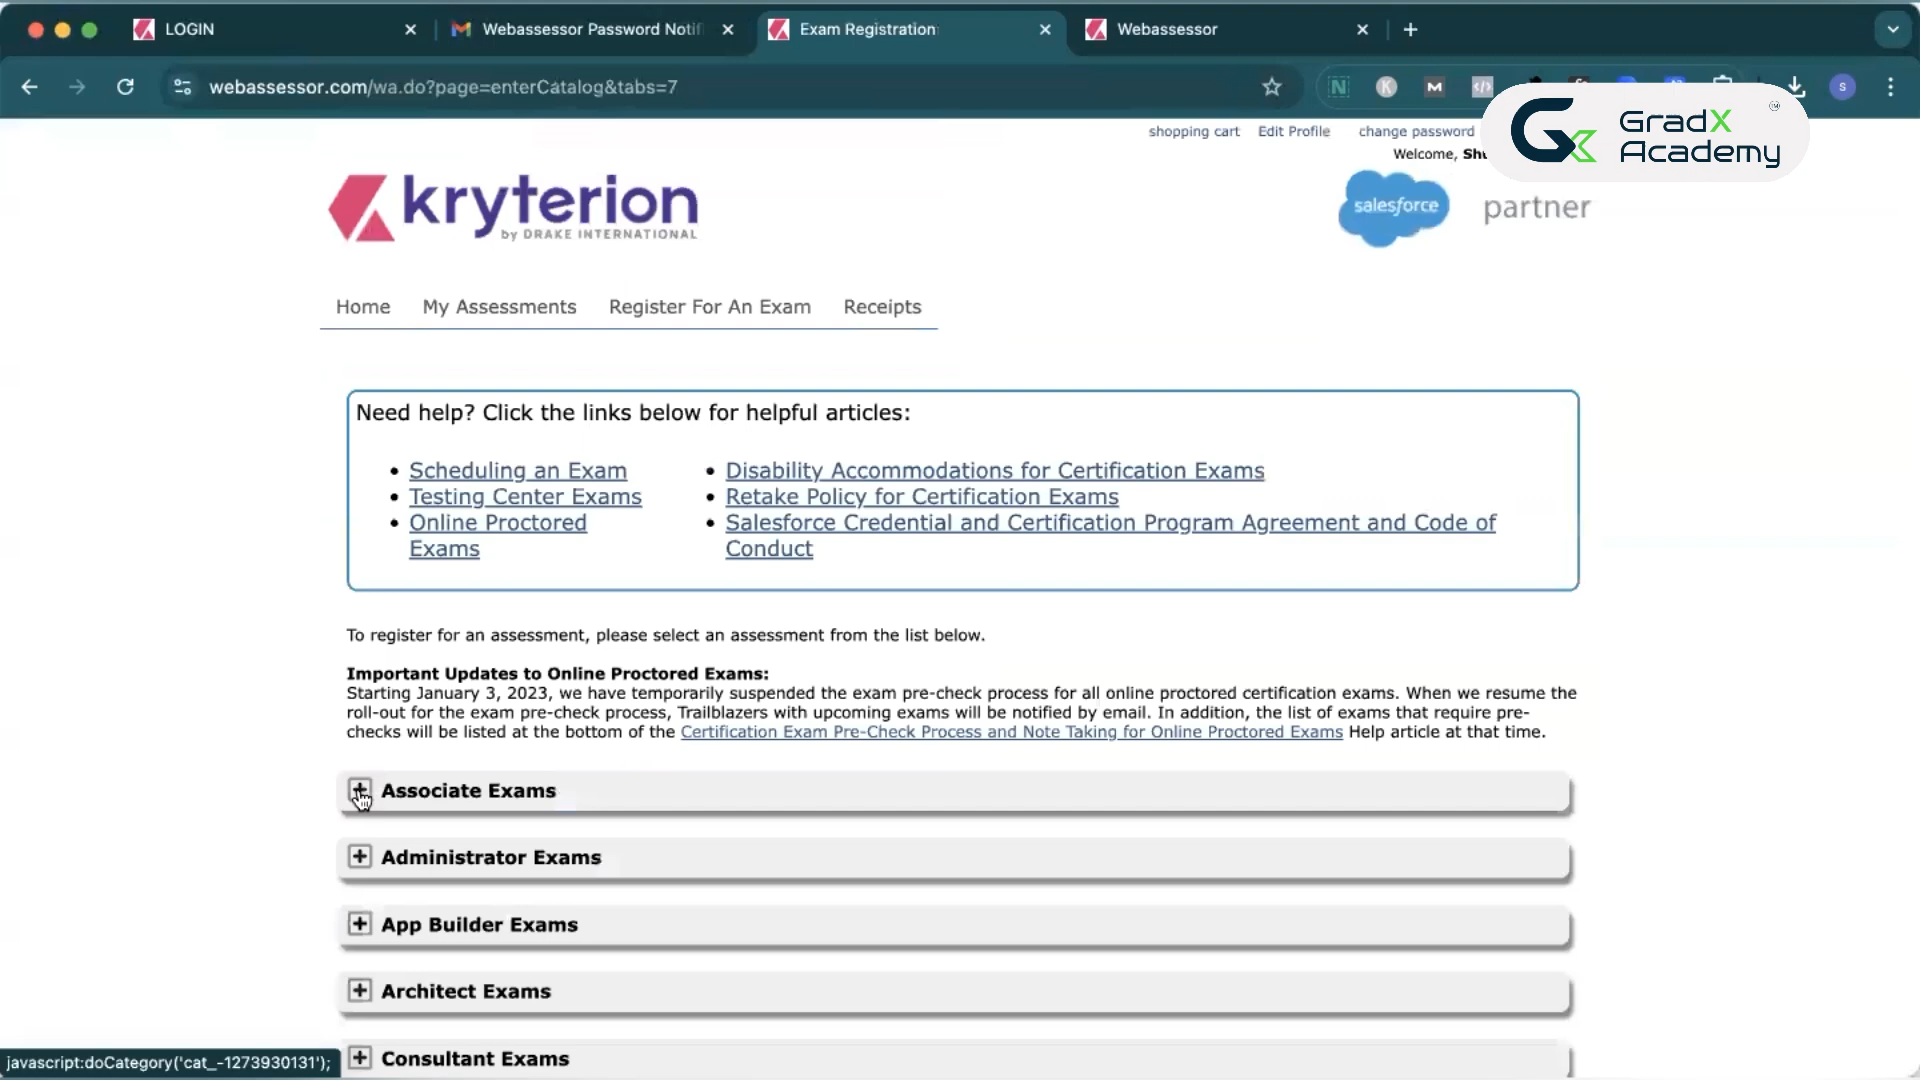 LOGIN
Webassessor Password Notif
Exam Registration
Webassessor
webassessor.com/wa.do?page=enterCatalog&tabs=7
N
K
M
</>
S
GradX
Academy
TM
shopping cart
Edit Profile
change password
Welcome, Sh
kryterion
by DRAKE INTERNATIONAL
salesforce
partner
Home
My Assessments
Register For An Exam
Receipts
Need help? Click the links below for helpful articles:
• Scheduling an Exam
• Testing Center Exams
• Online Proctored
Exams
• Disability Accommodations for Certification Exams
• Retake Policy for Certification Exams
• Salesforce Credential and Certification Program Agreement and Code of
Conduct
To register for an assessment, please select an assessment from the list below.
Important Updates to Online Proctored Exams:
Starting January 3, 2023, we have temporarily suspended the exam pre-check process for all online proctored certification exams. When we resume the
roll-out for the exam pre-check process, Trailblazers with upcoming exams will be notified by email. In addition, the list of exams that require pre-
checks will be listed at the bottom of the Certification Exam Pre-Check Process and Note Taking for Online Proctored Exams Help article at that time.
Associate Exams
Administrator Exams
App Builder Exams
Architect Exams
Consultant Exams
javascript:doCategory('cat_-1273930131');